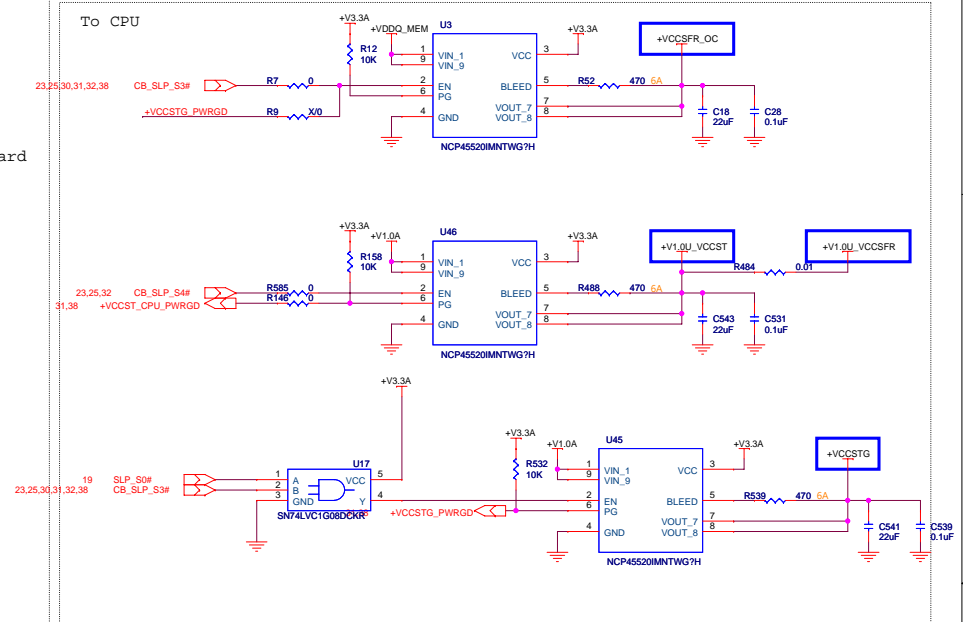 To CPU
+V3.3A
+VDDQ_MEM
U3
+V3.3A
+VCCSFR_OC
R12
10K
1 VIN_1
9 VIN_9
VCC 3
23,25,30,31,32,38 CB_SLP_S3# R7 0
2 EN
6 PG
BLEED 5 R52 470 6A
+VCCSTG_PWRGD R9 X/0
4 GND
VOUT_7 7
VOUT_8 8
C18
22uF
C28
0.1uF
NCP45520IMNTWG?H
ard
+V3.3A
+V1.0A
U46
+V3.3A
+V1.0U_VCCST
+V1.0U_VCCSFR
R158
10K
1 VIN_1
9 VIN_9
VCC 3
R484 0.01
23,25,32 CB_SLP_S4# R585 0
31,38 +VCCST_CPU_PWRGD R146 0
2 EN
6 PG
BLEED 5 R488 470 6A
4 GND
VOUT_7 7
VOUT_8 8
C543
22uF
C531
0.1uF
NCP45520IMNTWG?H
+V3.3A
+V3.3A
+V1.0A
U45
+V3.3A
+VCCSTG
R532
10K
1 VIN_1
9 VIN_9
VCC 3
U17
19 SLP_S0# 1 A VCC 5
23,25,30,31,32,38 CB_SLP_S3# 2 B
3 GND Y 4
SN74LVC1G08DCKR
+VCCSTG_PWRGD
2 EN
6 PG
BLEED 5 R539 470 6A
4 GND
VOUT_7 7
VOUT_8 8
C541
22uF
C539
0.1uF
NCP45520IMNTWG?H